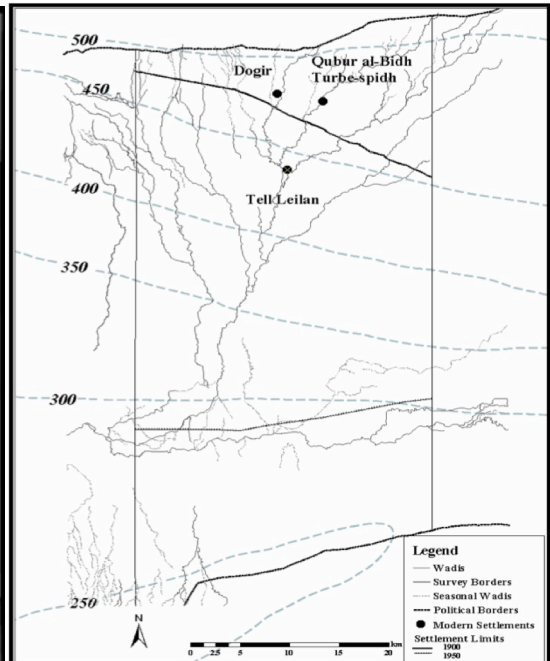 500
Qubur al-Bidh
Dogir
Turbe-spidh
450
400
Tell Leilan
350
300
250
N
0 2.5 5 10 15 20 km
Legend
Wadis
Survey Borders
Seasonal Wadis
Political Borders
Modern Settlements
Settlement Limits
1900
1950